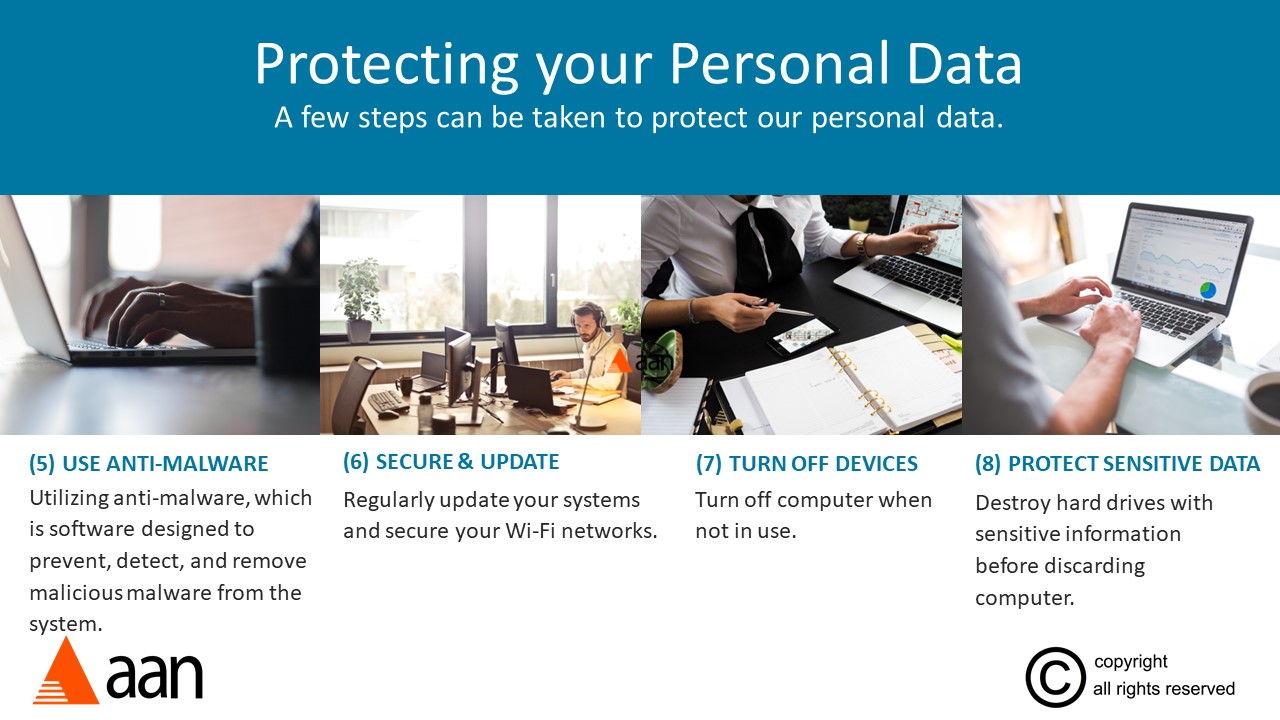 Protecting your Personal Data
A few steps can be taken to protect our personal data.
aan
(5) USE ANTI-MALWARE
Utilizing anti-malware, which
is software designed to
prevent, detect, and remove
malicious malware from the
system.
(6) SECURE & UPDATE
Regularly update your systems
and secure your Wi-Fi networks.
(7) TURN OFF DEVICES
Turn off computer when
not in use.
(8) PROTECT SENSITIVE DATA
Destroy hard drives with
sensitive information
before discarding
computer.
aan
© copyright
all rights reserved